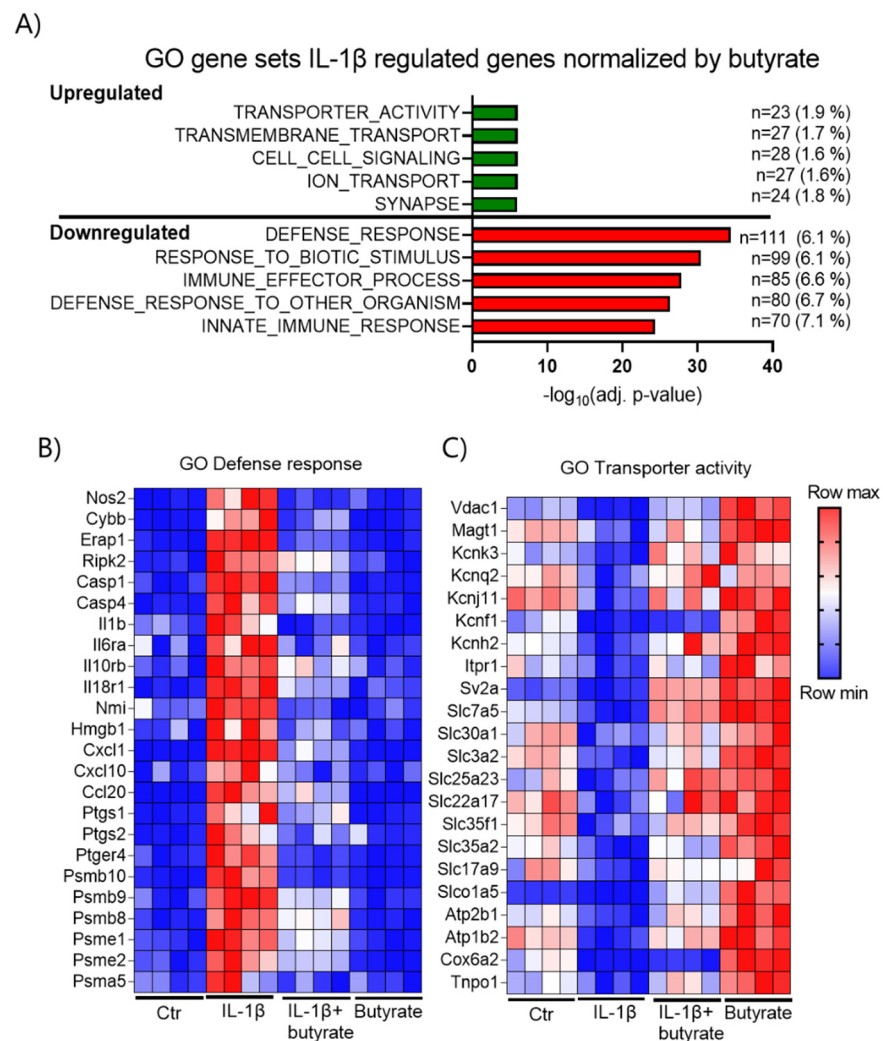 A)
GO gene sets IL-1β regulated genes normalized by butyrate
Upregulated
TRANSPORTER_ACTIVITY n=23 (1.9 %)
TRANSMEMBRANE_TRANSPORT n=27 (1.7 %)
CELL_CELL_SIGNALING n=28 (1.6 %)
ION_TRANSPORT n=27 (1.6%)
SYNAPSE n=24 (1.8 %)
Downregulated
DEFENSE_RESPONSE n=111 (6.1 %)
RESPONSE_TO_BIOTIC_STIMULUS n=99 (6.1 %)
IMMUNE_EFFECTOR_PROCESS n=85 (6.6 %)
DEFENSE_RESPONSE_TO_OTHER_ORGANISM n=80 (6.7 %)
INNATE_IMMUNE_RESPONSE n=70 (7.1 %)
0 10 20 30 40
-log10(adj. p-value)
B)
GO Defense response
Nos2
Cybb
Erap1
Ripk2
Casp1
Casp4
Il1b
Il6ra
Il10rb
Il18r1
Nmi
Hmgb1
Cxcl1
Cxcl10
Ccl20
Ptgs1
Ptgs2
Ptger4
Psmb10
Psmb9
Psmb8
Psme1
Psme2
Psma5
Ctr IL-1β IL-1β+ Butyrate
butyrate
C)
GO Transporter activity
Vdac1
Magt1
Kcnk3
Kcnq2
Kcnj11
Kcnf1
Kcnh2
Itpr1
Sv2a
Slc7a5
Slc30a1
Slc3a2
Slc25a23
Slc22a17
Slc35f1
Slc35a2
Slc17a9
Slco1a5
Atp2b1
Atp1b2
Cox6a2
Tnpo1
Ctr IL-1β IL-1β+ Butyrate
butyrate
Row max
Row min